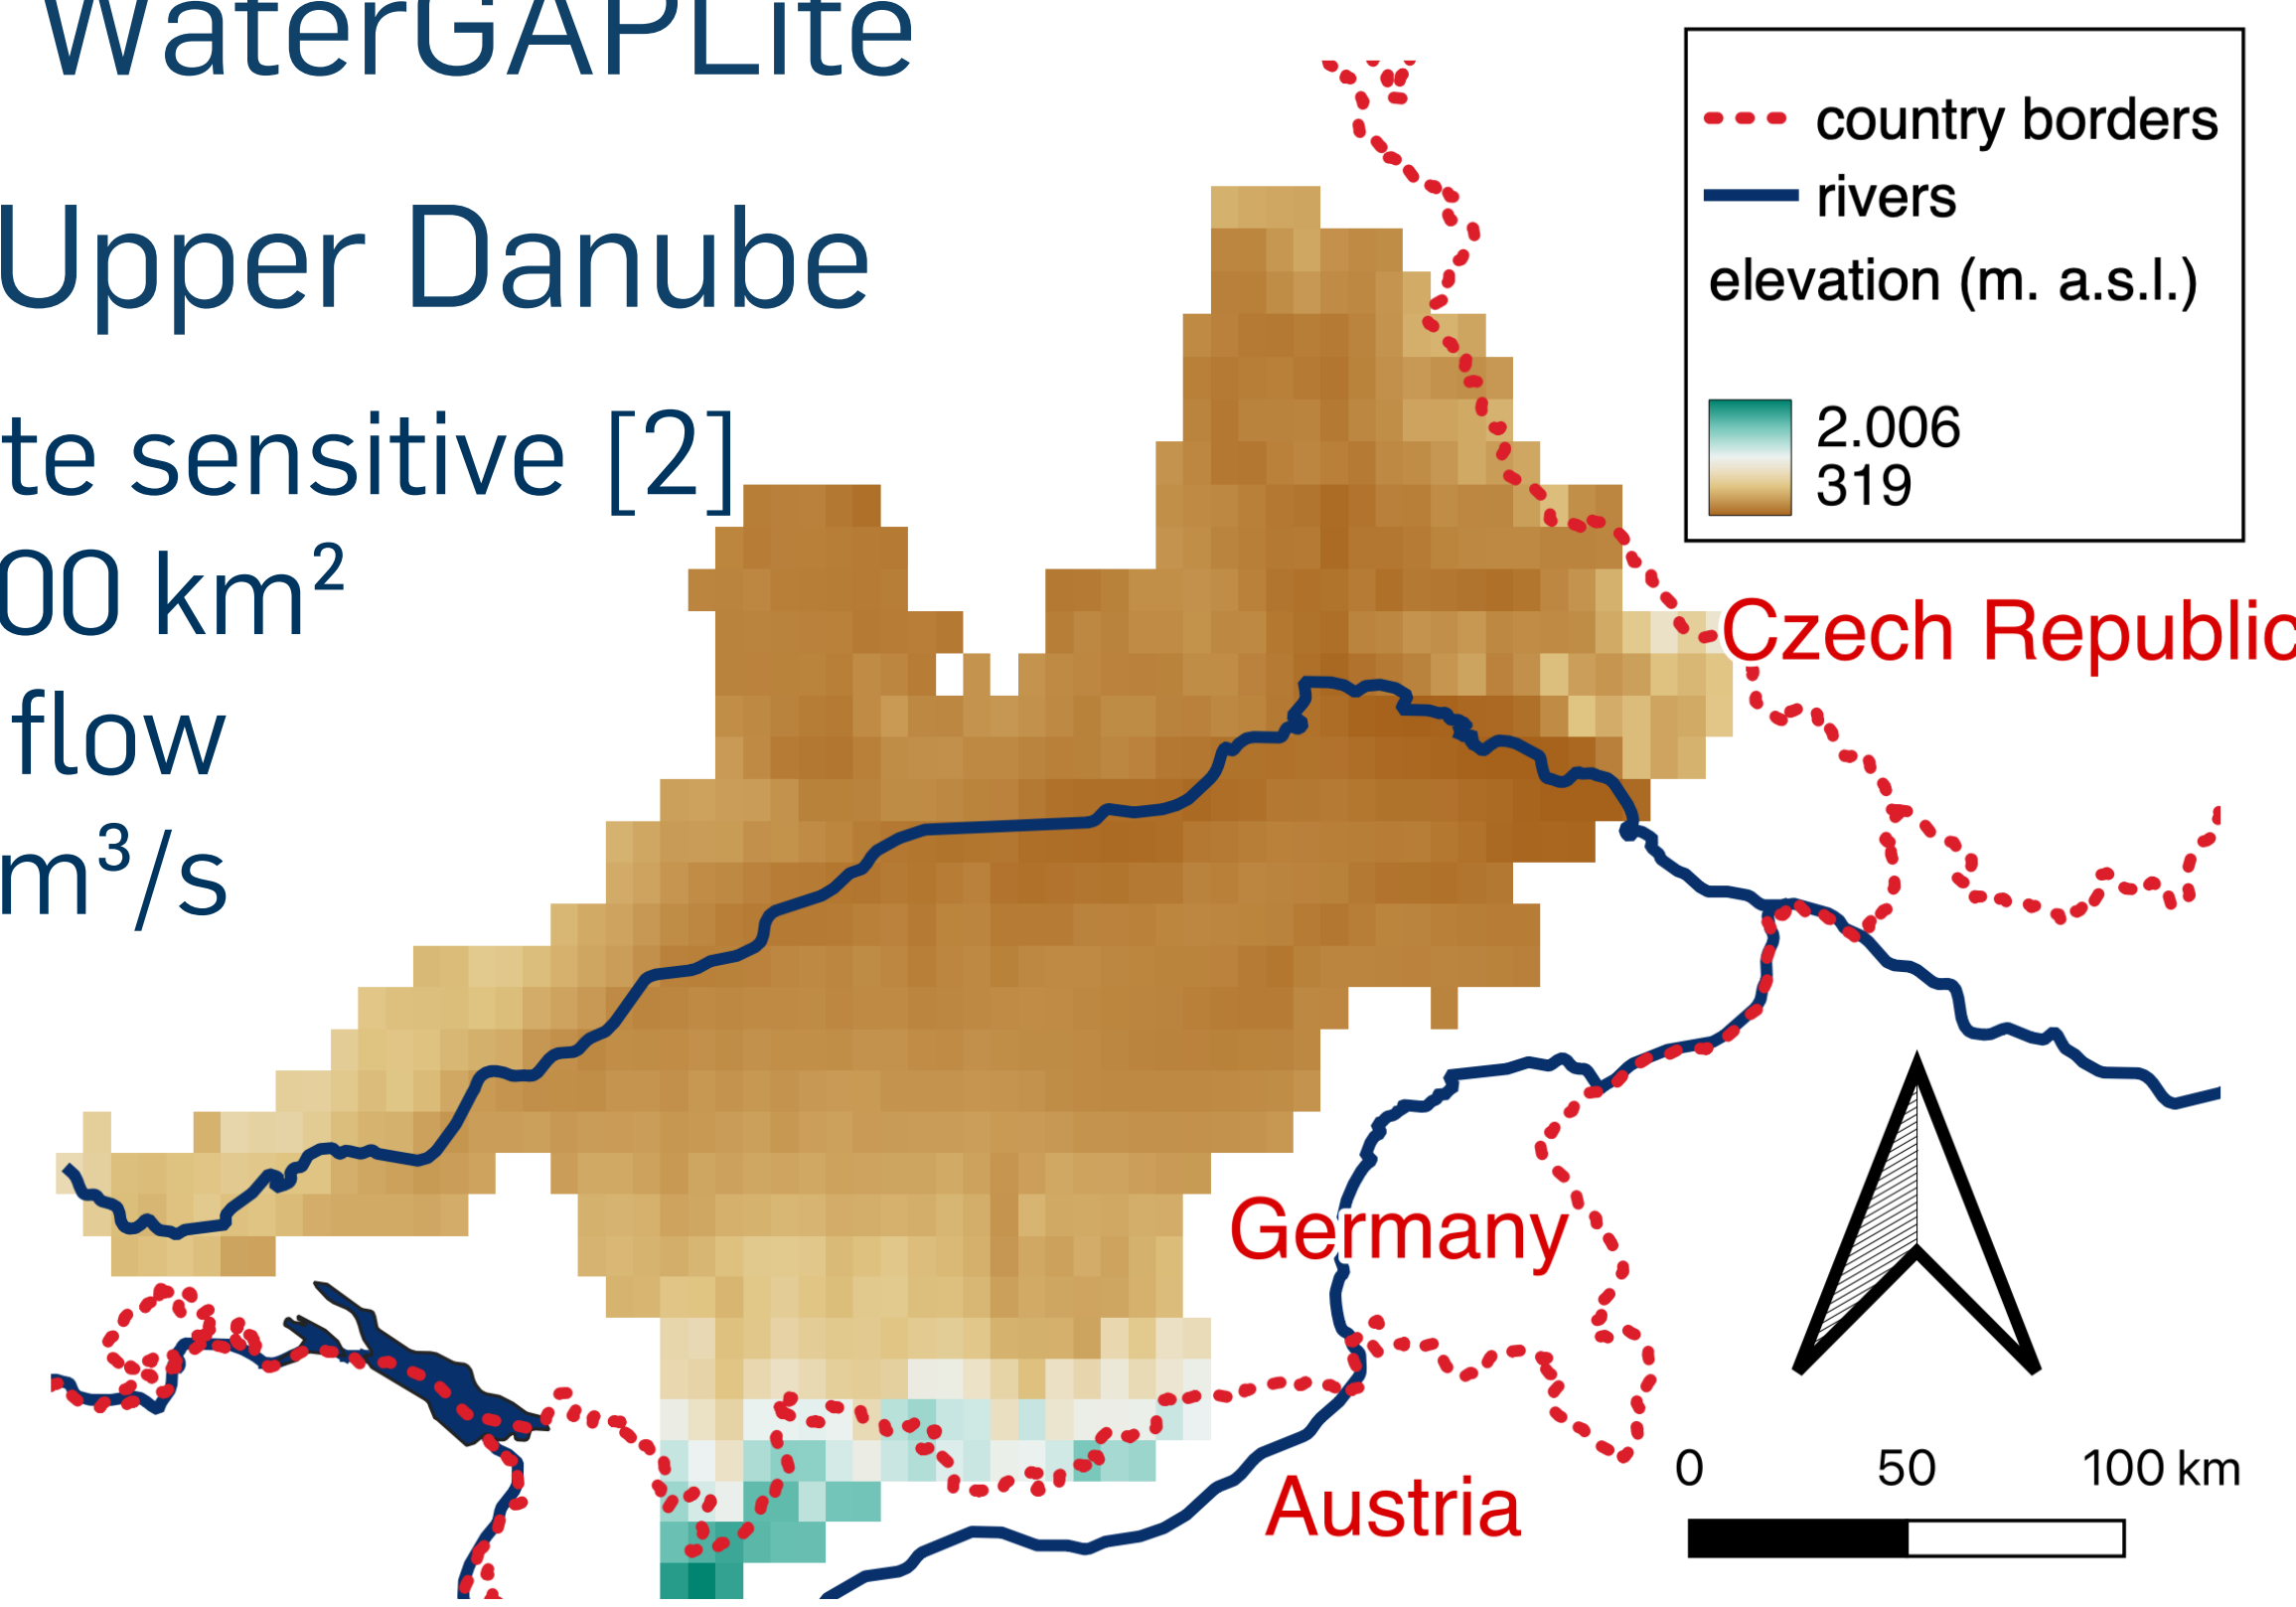 WaterGAPLite
Upper Danube
te sensitive [2]
00 km²
flow
m³/s
country borders
rivers
elevation (m. a.s.l.)
2.006
319
Czech Republic
Germany
Austria
0 50 100 km